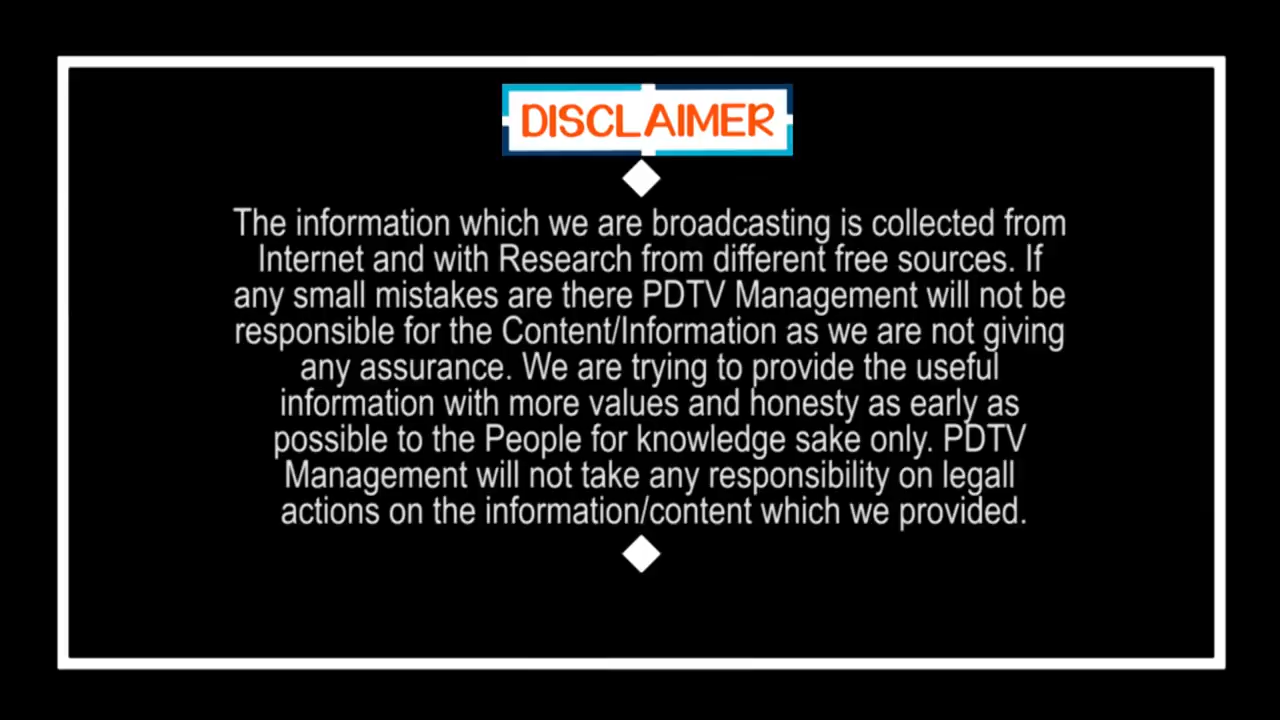 DISCLAIMER
The information which we are broadcasting is collected from
Internet and with Research from different free sources. If
any small mistakes are there PDTV Management will not be
responsible for the Content/Information as we are not giving
any assurance. We are trying to provide the useful
information with more values and honesty as early as
possible to the People for knowledge sake only. PDTV
Management will not take any responsibility on legall
actions on the information/content which we provided.